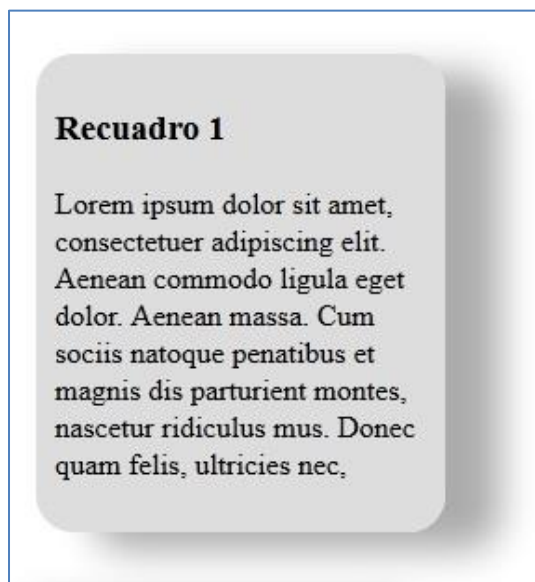 Recuadro 1
Lorem ipsum dolor sit amet,
consectetuer adipiscing elit.
Aenean commodo ligula eget
dolor. Aenean massa. Cum
sociis natoque penatibus et
magnis dis parturient montes,
nascetur ridiculus mus. Donec
quam felis, ultricies nec,